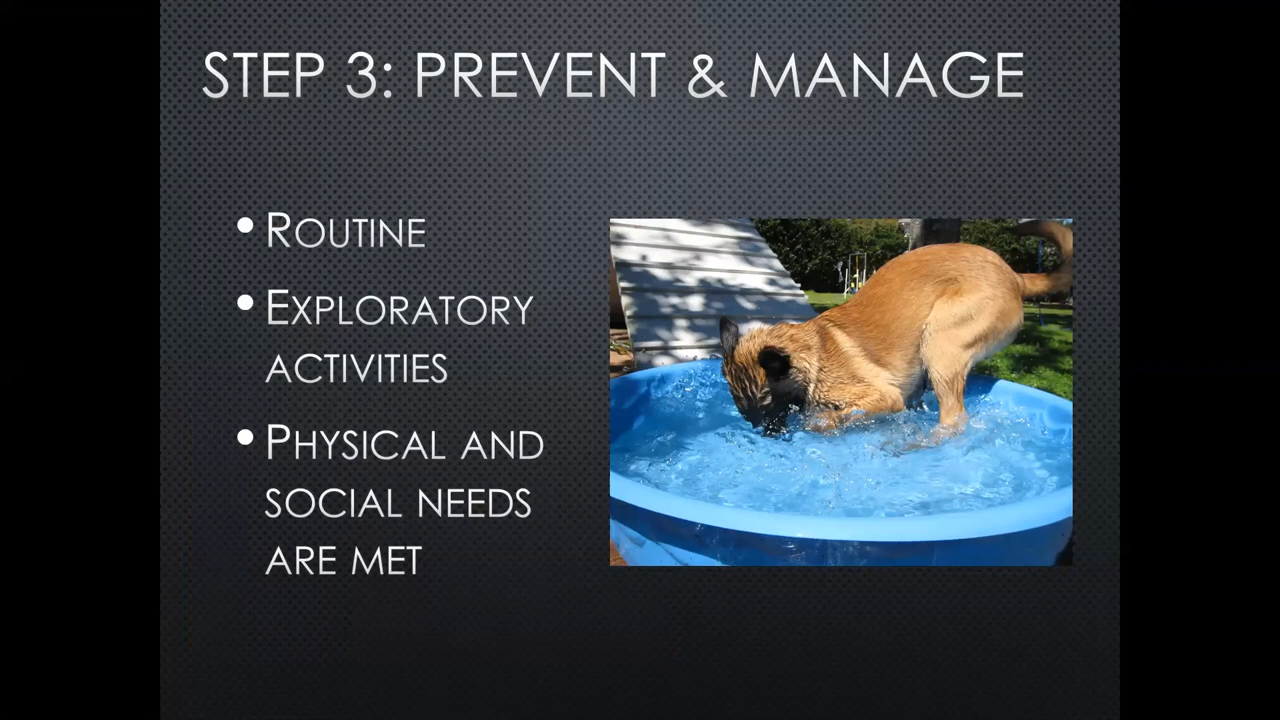 STEP 3: PREVENT & MANAGE
• ROUTINE
• EXPLORATORY
ACTIVITIES
• PHYSICAL AND
SOCIAL NEEDS
ARE MET